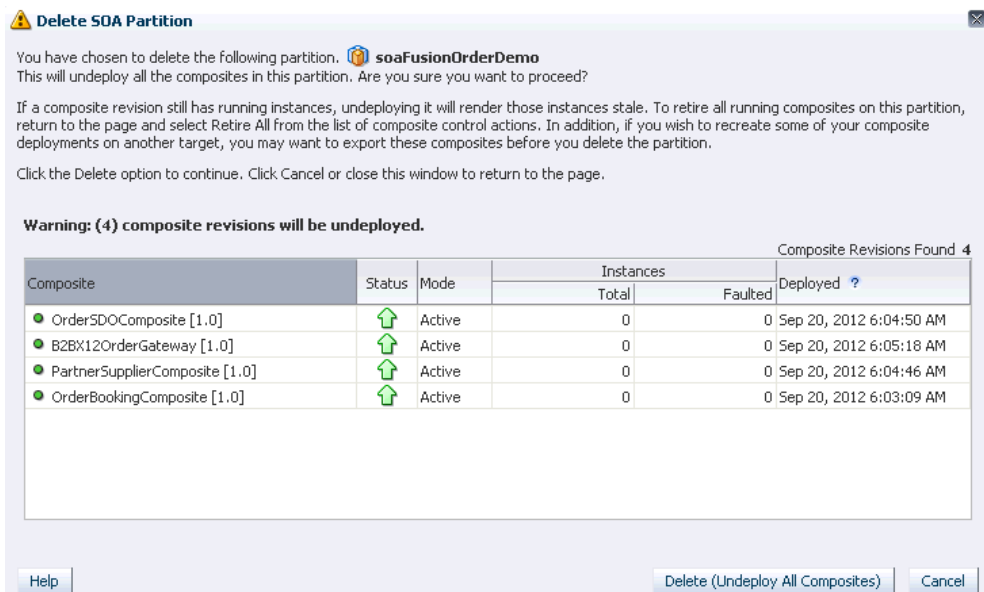 Delete SOA Partition
You have chosen to delete the following partition. soaFusionOrderDemo
This will undeploy all the composites in this partition. Are you sure you want to proceed?
If a composite revision still has running instances, undeploying it will render those instances stale. To retire all running composites on this partition,
return to the page and select Retire All from the list of composite control actions. In addition, if you wish to recreate some of your composite
deployments on another target, you may want to export these composites before you delete the partition.
Click the Delete option to continue. Click Cancel or close this window to return to the page.
Warning: (4) composite revisions will be undeployed.
Composite Revisions Found 4
Composite Status Mode Instances Deployed ?
Total Faulted
OrderSDOComposite [1.0] Active 0 0 Sep 20, 2012 6:04:50 AM
B2BX12OrderGateway [1.0] Active 0 0 Sep 20, 2012 6:05:18 AM
PartnerSupplierComposite [1.0] Active 0 0 Sep 20, 2012 6:04:46 AM
OrderBookingComposite [1.0] Active 0 0 Sep 20, 2012 6:03:09 AM
Help Delete (Undeploy All Composites) Cancel